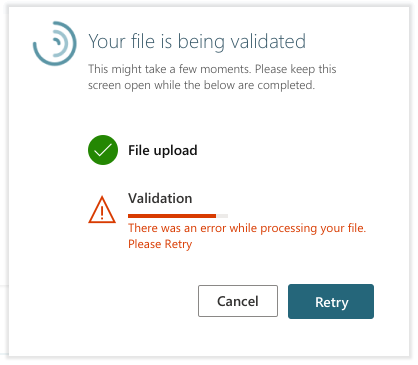 Your file is being validated
This might take a few moments. Please keep this
screen open while the below are completed.
File upload
Validation
There was an error while processing your file.
Please Retry
Cancel
Retry